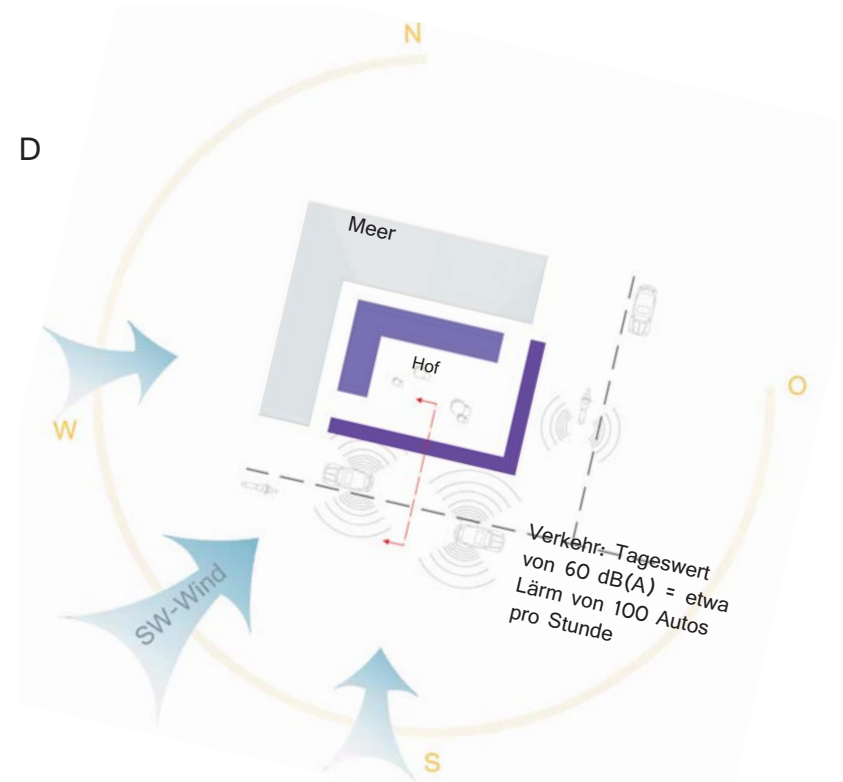 N
D
Meer
Hof
O
W
SW-Wind
Verkehr: Tageswert
von 60 dB(A) = etwa
Lärm von 100 Autos
pro Stunde
S